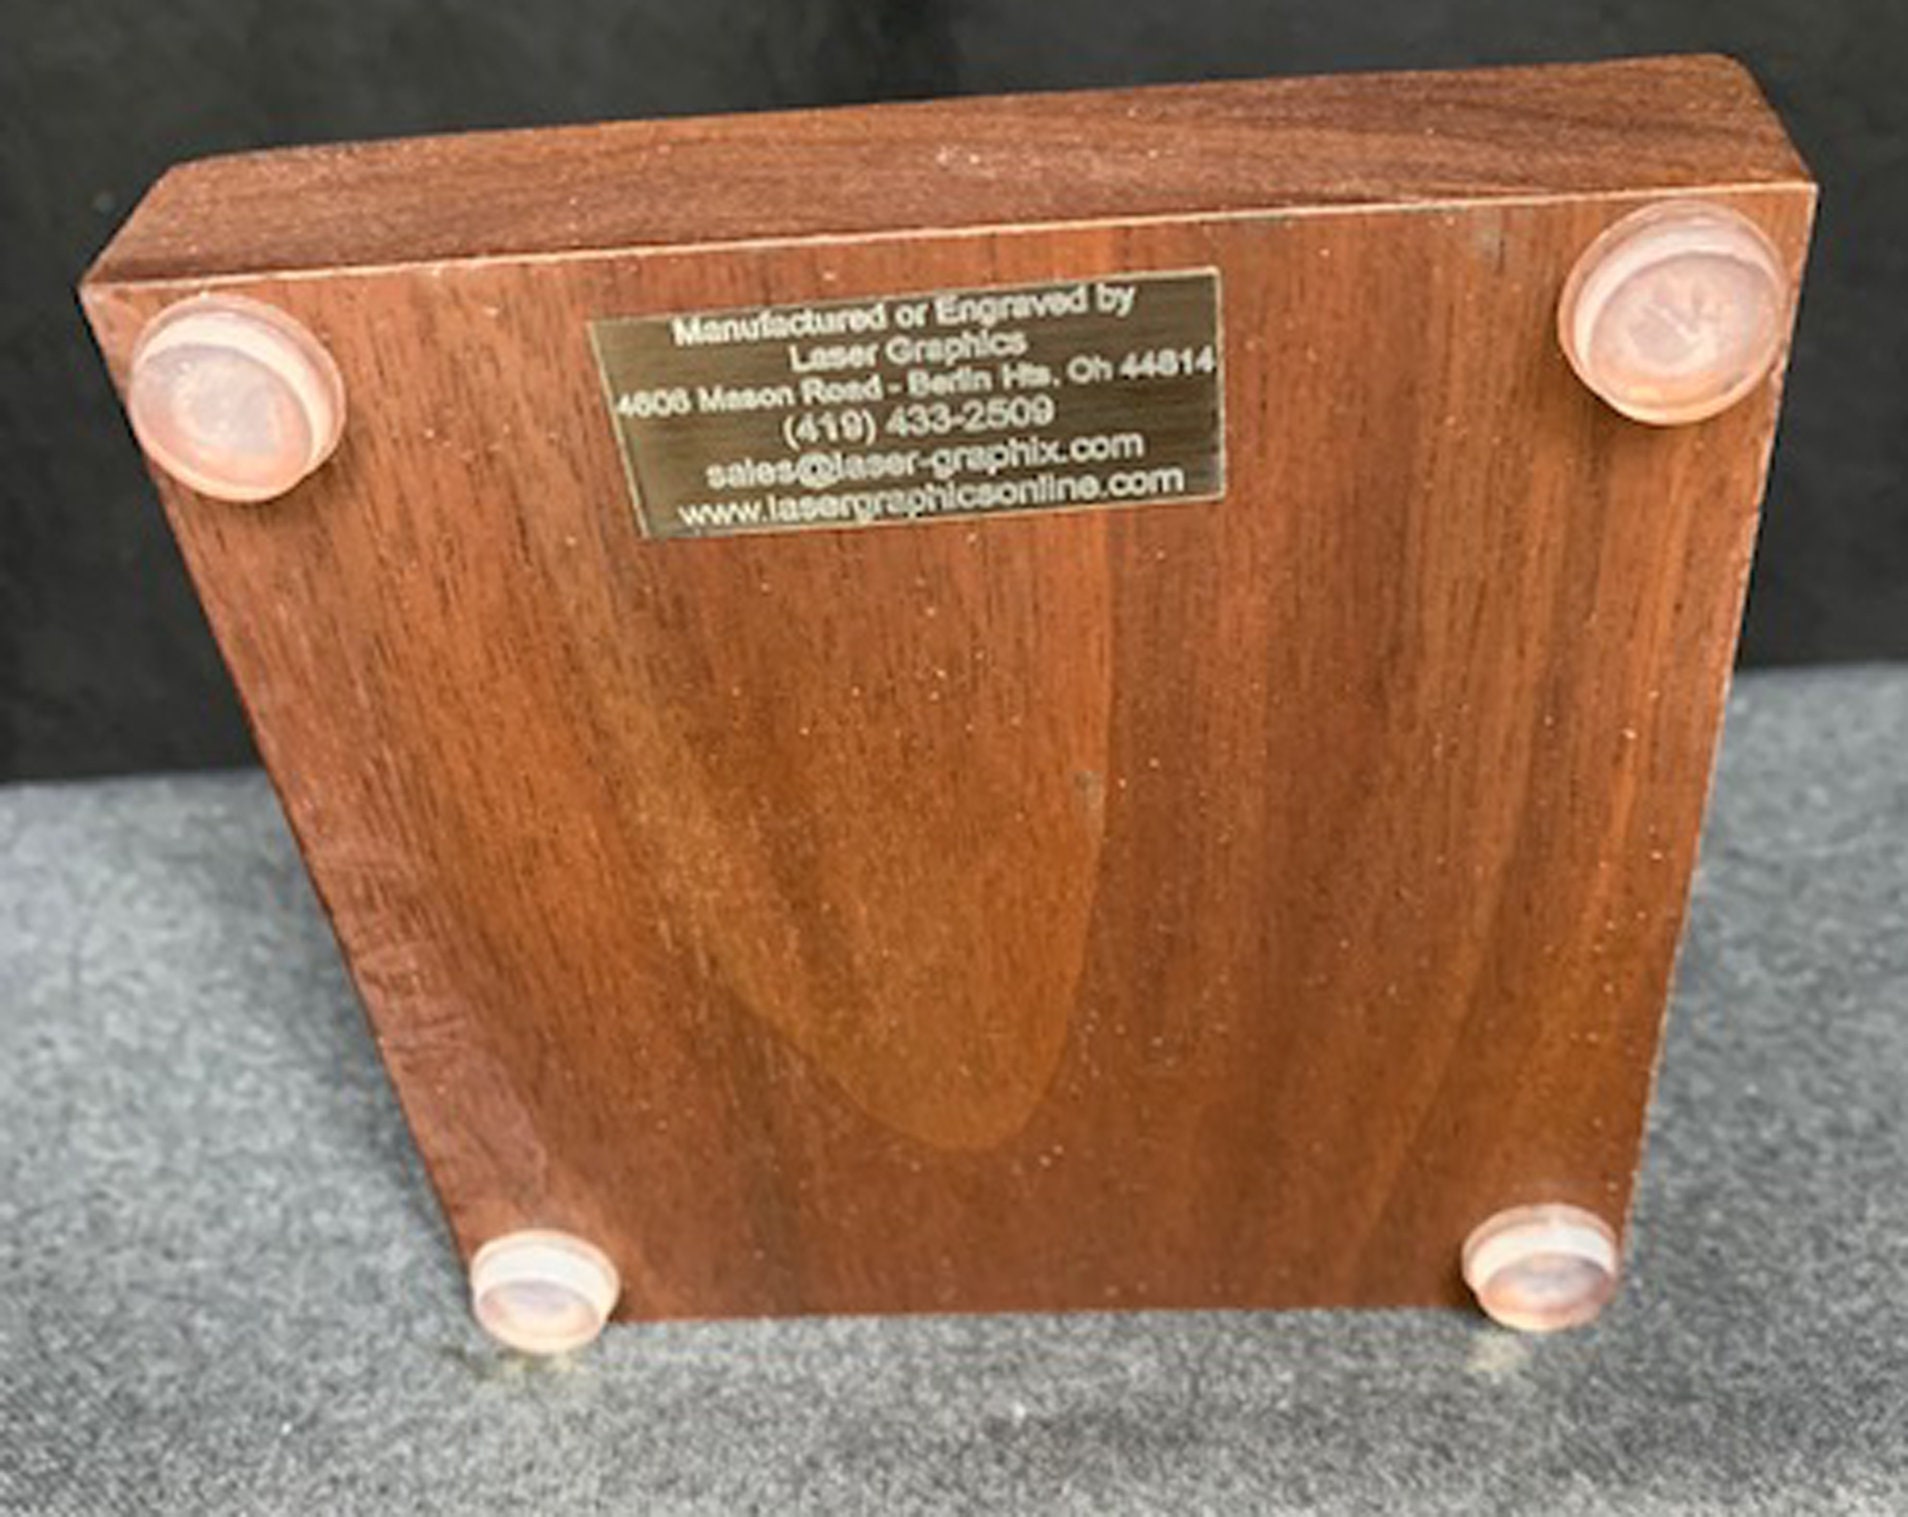 Manufactured or Engraved by
Laser Graphics
4606 Mason Road - Berlin Hts. Oh 44814
(419) 433-2509
sales@laser-graphix.com
www.lasergraphicsonline.com